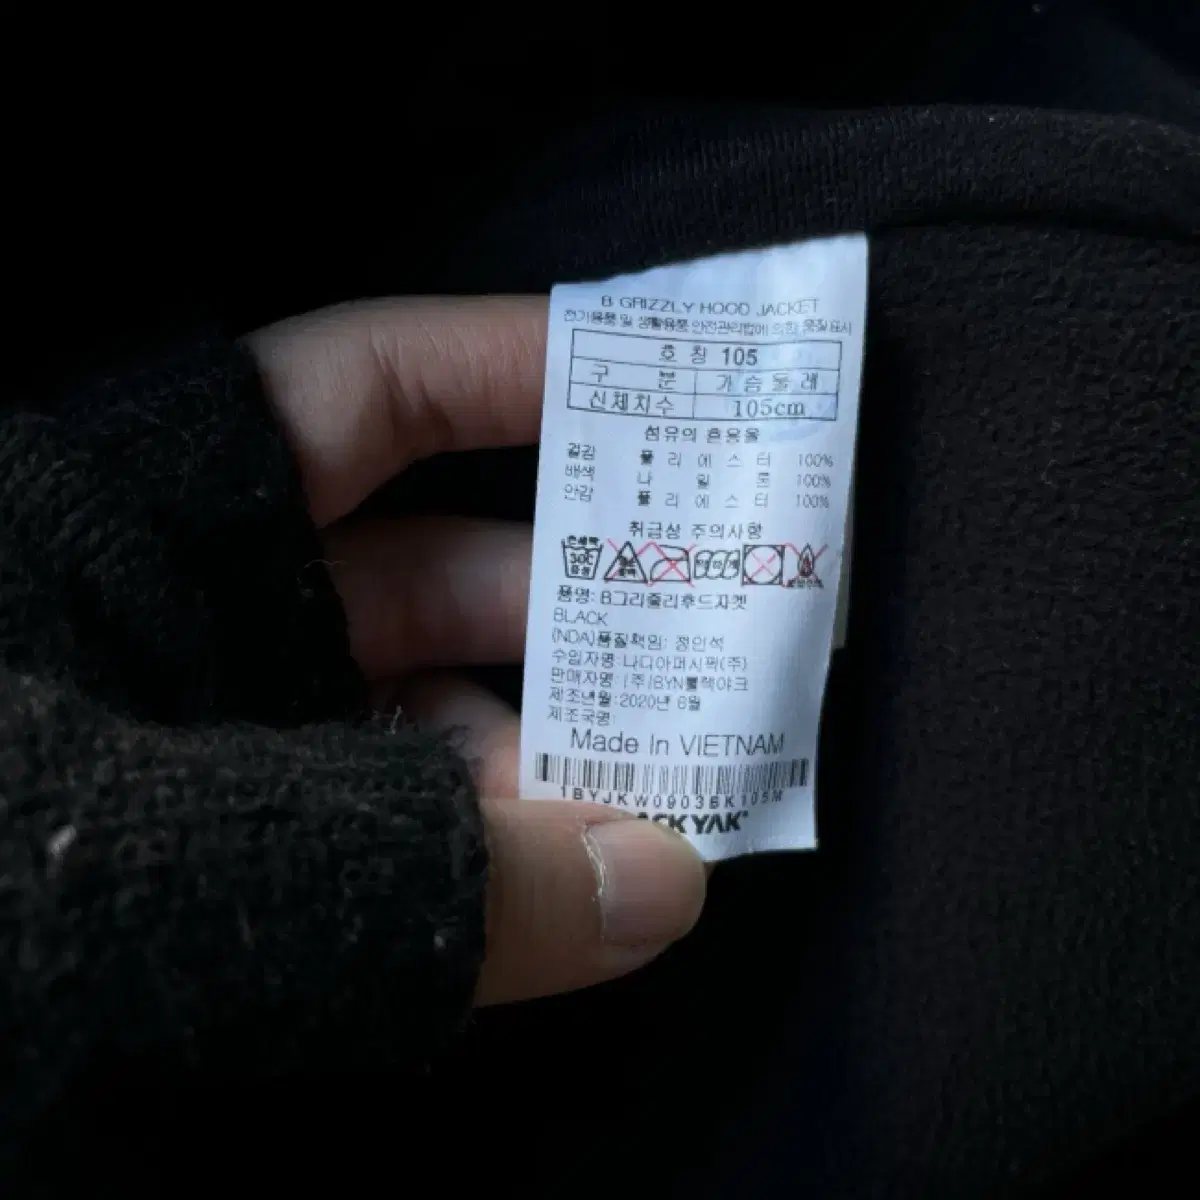 B GRIZZLY HOOD JACKET
전기용품 및 생활용품 안전관리법에 의한 품질표시
호 칭 105
구 분 가 슴 둘 레
신체치수 105cm
섬유의 혼용율
겉감 폴 리 에 스 터 100%
배색 나 일 론 100%
안감 폴 리 에 스 터 100%
취급상 주의사항
손세탁
30℃
중성
품명: B그리즐리후드자켓
BLACK
(NDA)품질책임: 정인석
수입자명:나디아퍼시픽(주)
판매자명:(주)BYN블랙야크
제조년월:2020년 8월
제조국명:
Made In VIETNAM
1BYJKW0903BK105M
ACK YAK